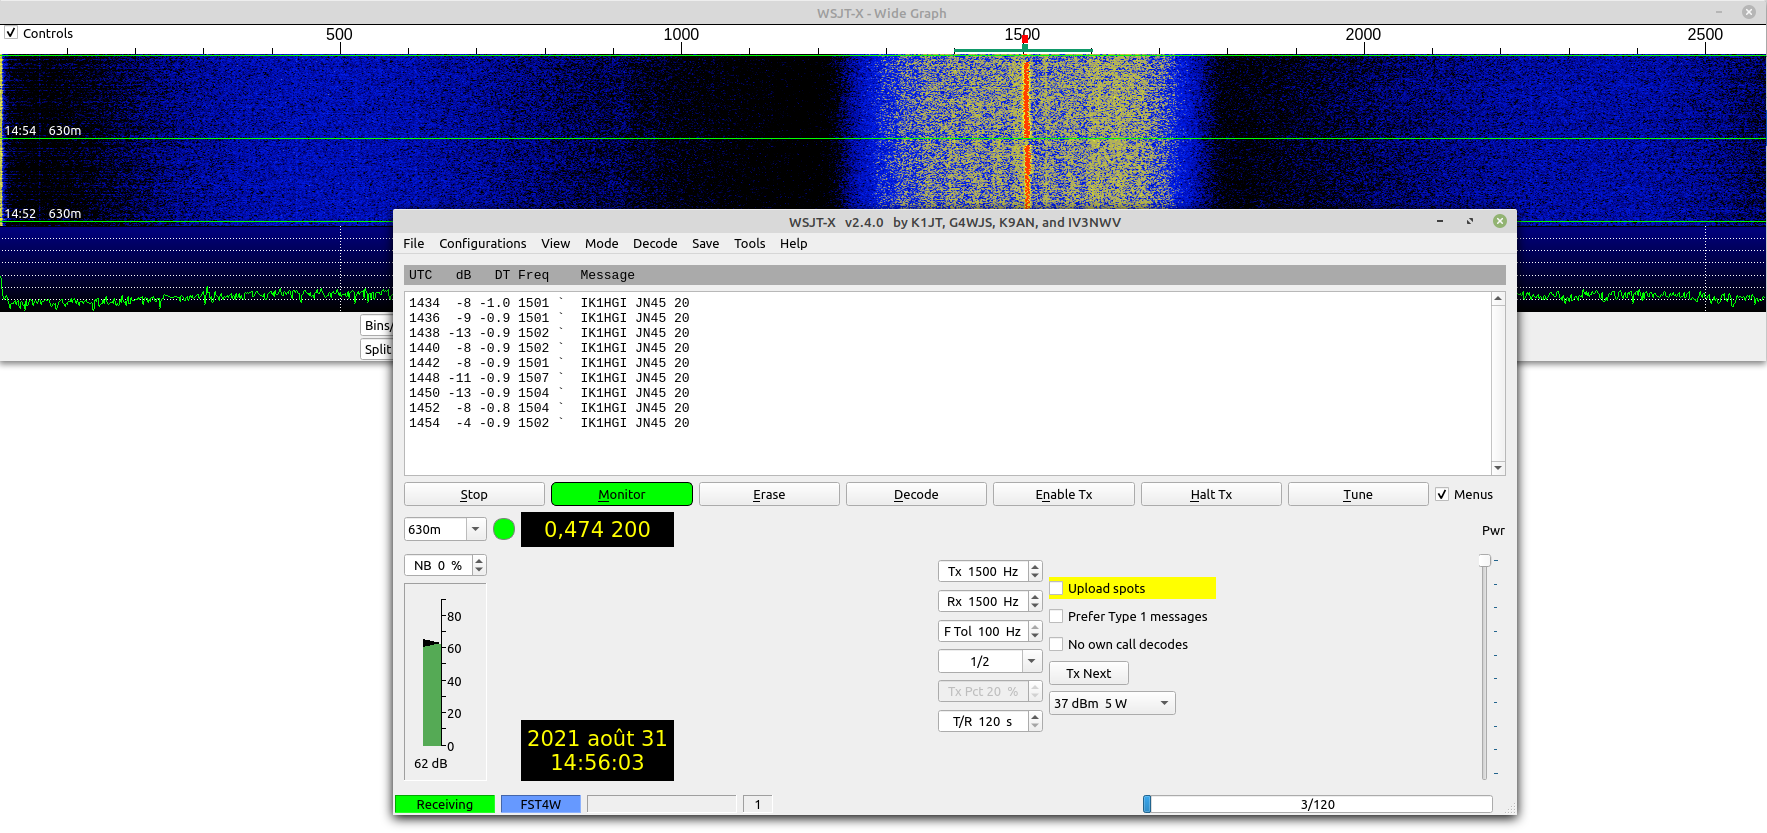 WSJT-X - Wide Graph
Controls
500 1000 1500 2000 2500
14:54 630m
14:52 630m
Bins/
Split
WSJT-X v2.4.0 by K1JT, G4WJS, K9AN, and IV3NWV
File Configurations View Mode Decode Save Tools Help
UTC dB DT Freq Message
1434 -8 -1.0 1501 ` IK1HGI JN45 20
1436 -9 -0.9 1501 ` IK1HGI JN45 20
1438 -13 -0.9 1502 ` IK1HGI JN45 20
1440 -8 -0.9 1502 ` IK1HGI JN45 20
1442 -8 -0.9 1501 ` IK1HGI JN45 20
1448 -11 -0.9 1507 ` IK1HGI JN45 20
1450 -13 -0.9 1504 ` IK1HGI JN45 20
1452 -8 -0.8 1504 ` IK1HGI JN45 20
1454 -4 -0.9 1502 ` IK1HGI JN45 20
Stop Monitor Erase Decode Enable Tx Halt Tx Tune Menus
630m 0,474 200 Pwr
NB 0 %
Tx 1500 Hz
Upload spots
Rx 1500 Hz
Prefer Type 1 messages
F Tol 100 Hz
No own call decodes
1/2
Tx Next
Tx Pct 20 %
37 dBm 5 W
T/R 120 s
80
60
40
20
0
62 dB
2021 août 31
14:56:03
Receiving FST4W 1 3/120